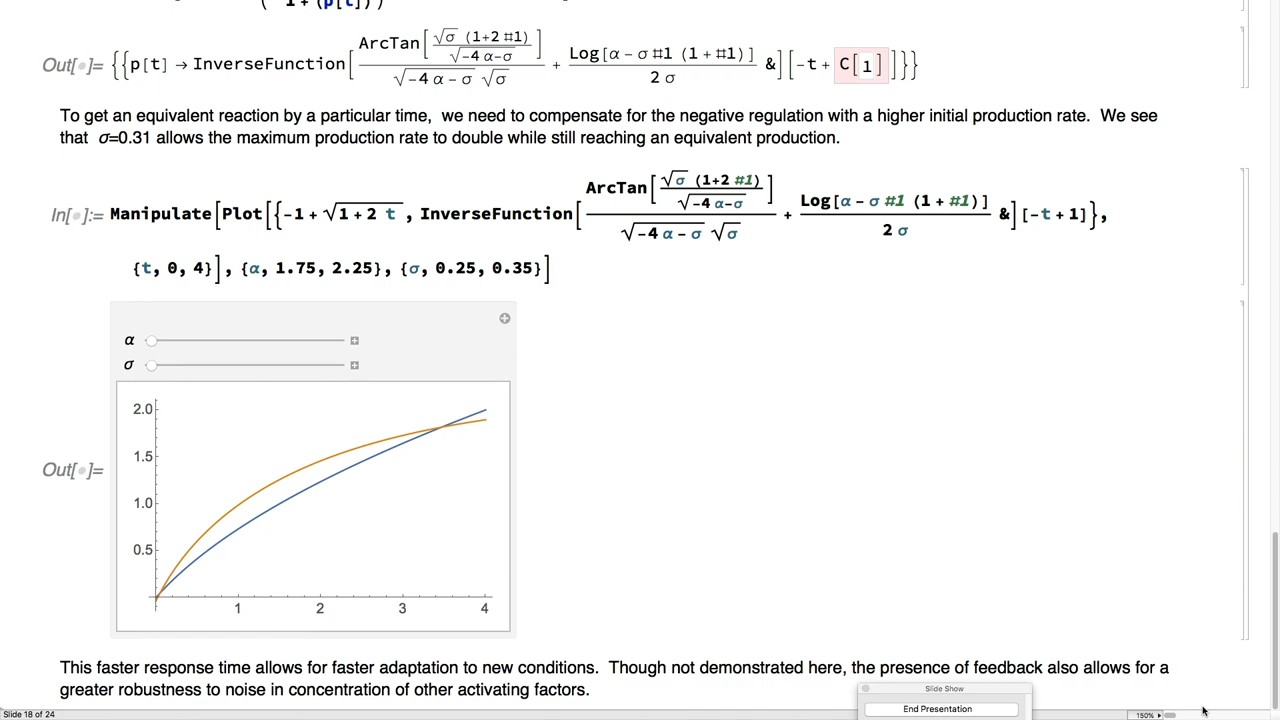 Out[ ]= {{p[t] → InverseFunction[ArcTan[√σ (1+2 #1)/√-4 α-σ]/√-4 α - σ √σ + Log[α - σ #1 (1 + #1)]/2 σ &][-t + C[1]]}}
To get an equivalent reaction by a particular time, we need to compensate for the negative regulation with a higher initial production rate. We see
that σ=0.31 allows the maximum production rate to double while still reaching an equivalent production.
In[ ]:= Manipulate[Plot[{-1 + √1 + 2 t, InverseFunction[ArcTan[√σ (1+2 #1)/√-4 α-σ]/√-4 α - σ √σ + Log[α - σ #1 (1 + #1)]/2 σ &][-t + 1]},
{t, 0, 4}], {α, 1.75, 2.25}, {σ, 0.25, 0.35}]
α
σ
Out[ ]=
2.0
1.5
1.0
0.5
1 2 3 4
This faster response time allows for faster adaptation to new conditions. Though not demonstrated here, the presence of feedback also allows for a
greater robustness to noise in concentration of other activating factors.
Slide Show
End Presentation
Slide 18 of 24
150%